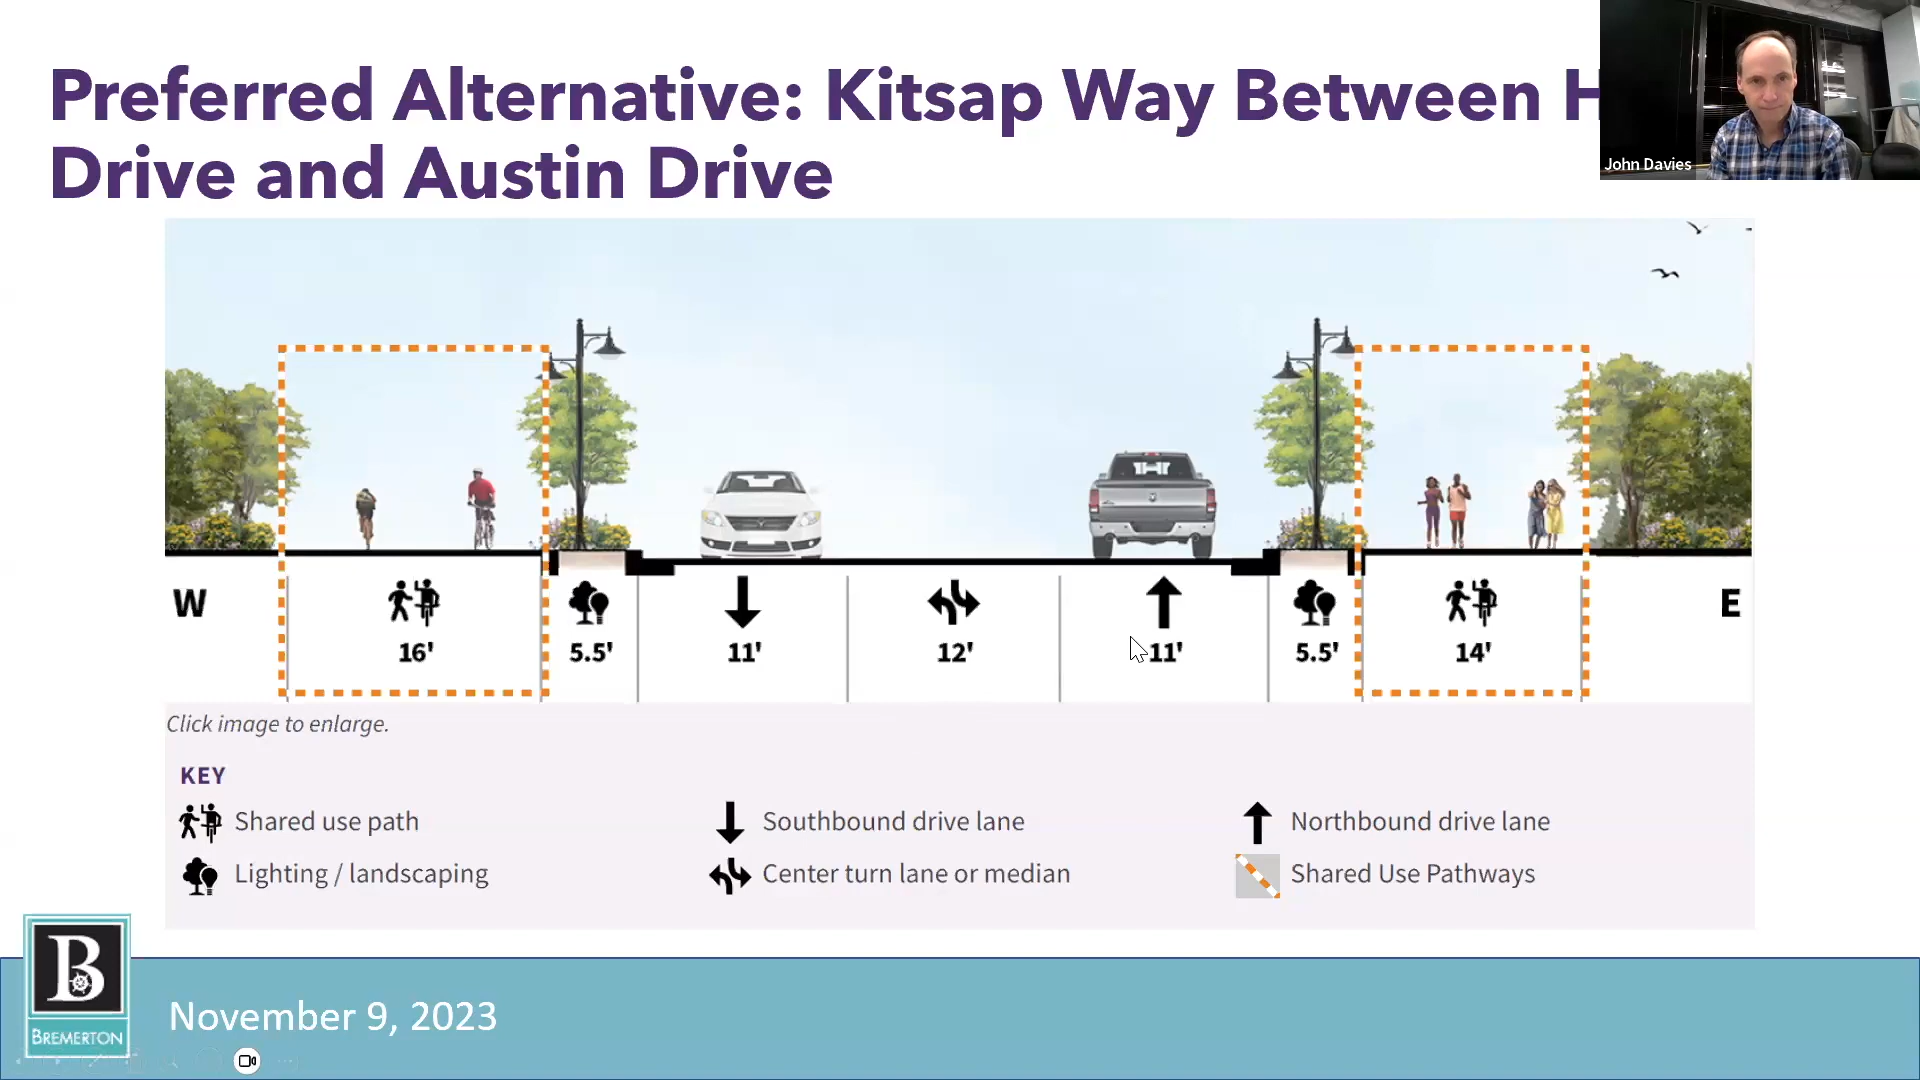 Preferred Alternative: Kitsap Way Between
Drive and Austin Drive
John Davies
W
E
16'
5.5'
11'
12'
11'
5.5'
14'
Click image to enlarge.
KEY
Shared use path
Southbound drive lane
Northbound drive lane
Lighting / landscaping
Center turn lane or median
Shared Use Pathways
B
BREMERTON
November 9, 2023